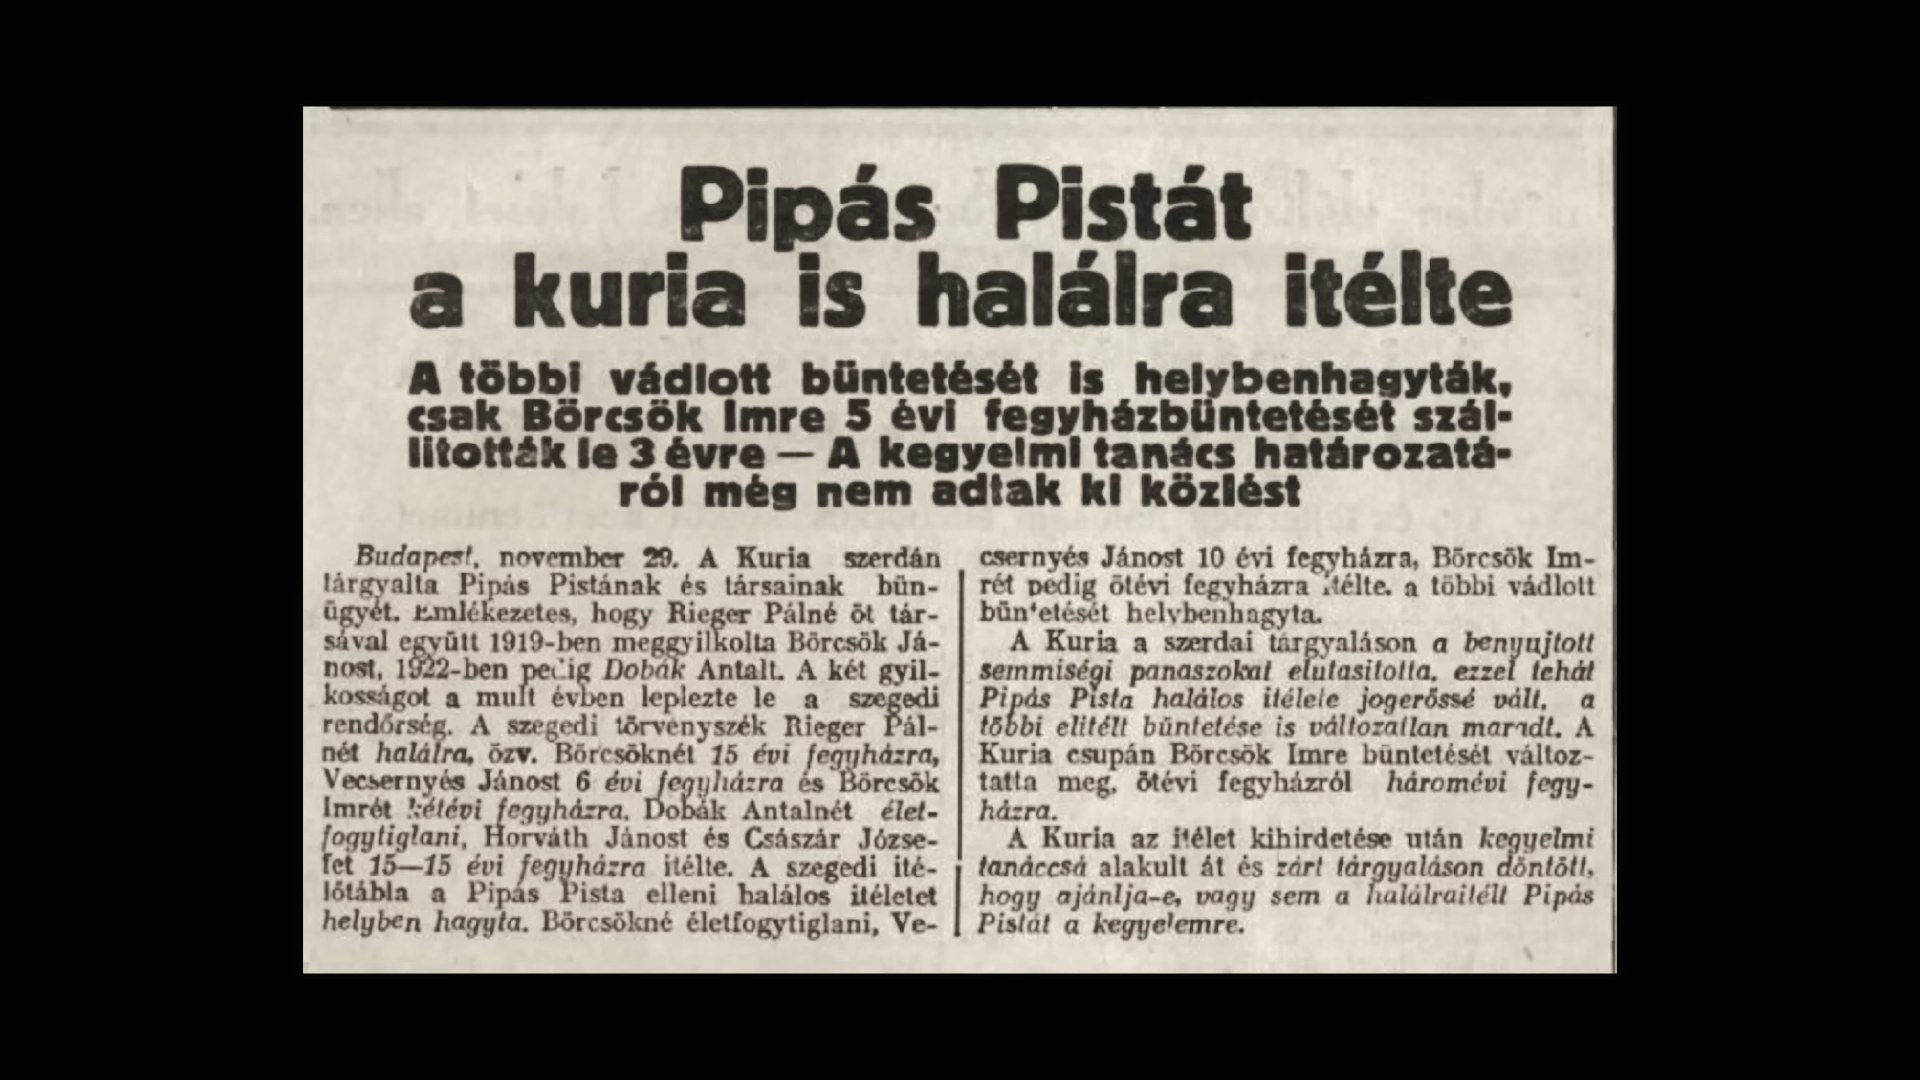 Pipás Pistát
a kuria is halálra itélte
A többi vádlott büntetését is helybenhagyták,
csak Börcsök Imre 5 évi fegyházbüntetését szál-
litották le 3 évre — A kegyelmi tanács határozatá-
ról még nem adtak ki közlést
Budapest, november 29. A Kuria szerdán
tárgyalta Pipás Pistának és társainak bün-
ügyét. Emlékezetes, hogy Rieger Pálné öt tár-
sával együtt 1919-ben meggyilkolta Börcsök Já-
nost, 1922-ben pedig Dobák Antalt. A két gyil-
kosságot a mult évben leplezte le a szegedi
rendőrség. A szegedi törvényszék Rieger Pál-
nét halálra, özv. Börcsöknét 15 évi fegyházra,
Vecsernyés Jánost 6 évi fegyházra és Börcsök
Imrét kétévi fegyházra, Dobák Antalnét élet-
fogytiglani, Horváth Jánost és Császár Józse-
fet 15—15 évi fegyházra itélte. A szegedi ité-
lőtábla a Pipás Pista elleni halálos itéletet
helyben hagyta. Börcsökné életfogytiglani, Ve-
csernyés Jánost 10 évi fegyházra, Börcsök Im-
rét pedig ötévi fegyházra itélte, a többi vádlott
büntetését helybenhagyta.
A Kuria a szerdai tárgyaláson a benyujtott
semmiségi panaszokat elutasitotta, ezzel tehát
Pipás Pista halálos itélete jogerőssé vált, a
többi elitélt büntetése is változatlan maradt. A
Kuria csupán Börcsök Imre büntetését változ-
tatta meg, ötévi fegyházról háromévi fegy-
házra.
A Kuria az itélet kihirdetése után kegyelmi
tanáccsá alakult át és zárt tárgyaláson döntött,
hogy ajánlja-e, vagy sem a halálraitélt Pipás
Pistát a kegyelemre.